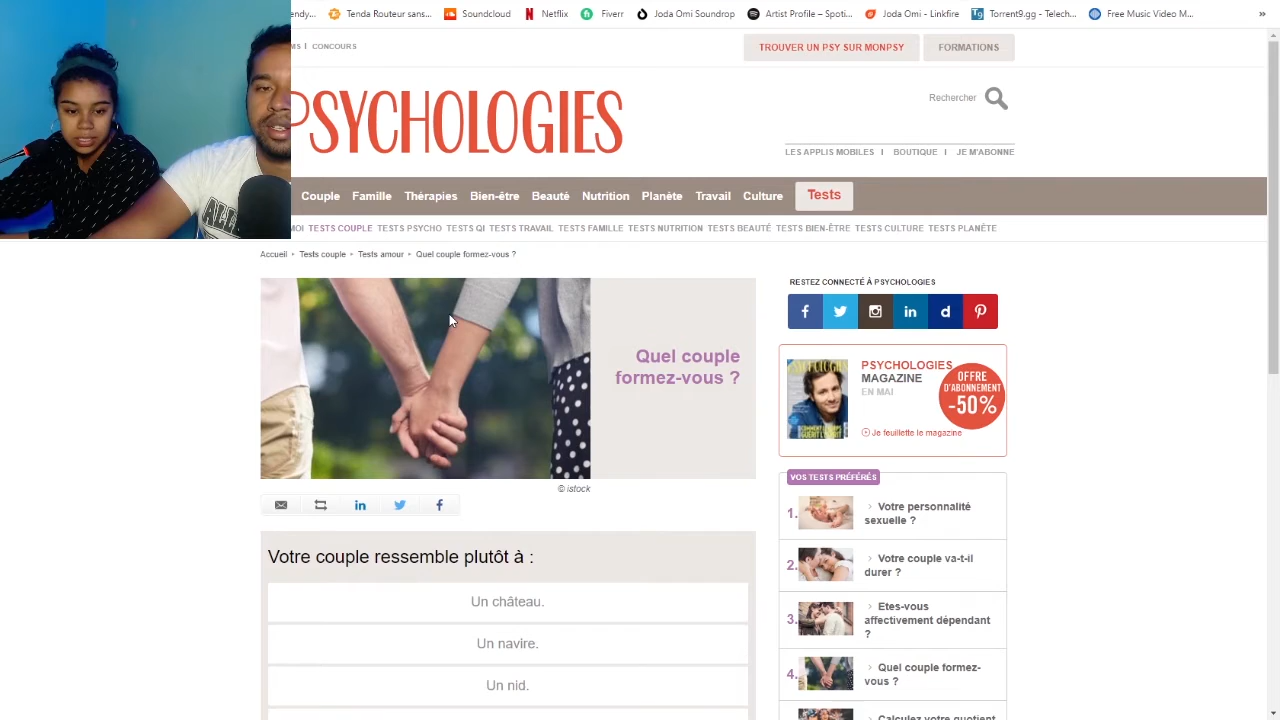 Tenda Routeur sans...
Soundcloud
Netflix
Fiverr
Joda Omi Soundrop
Artist Profile – Spoti...
Joda Omi - Linkfire
Torrent9.gg - Telech...
Free Music Video M...
»
CONCOURS
TROUVER UN PSY SUR MONPSY
FORMATIONS
PSYCHOLOGIES
Rechercher
LES APPLIS MOBILES I BOUTIQUE I JE M'ABONNE
Couple Famille Thérapies Bien-être Beauté Nutrition Planète Travail Culture Tests
MOI TESTS COUPLE TESTS PSYCHO TESTS QI TESTS TRAVAIL TESTS FAMILLE TESTS NUTRITION TESTS BEAUTÉ TESTS BIEN-ÊTRE TESTS CULTURE TESTS PLANÈTE
Accueil Tests couple Tests amour Quel couple formez-vous ?
Quel couple
formez-vous ?
© istock
Votre couple ressemble plutôt à :
Un château.
Un navire.
Un nid.
RESTEZ CONNECTÉ À PSYCHOLOGIES
PSYCHOLOGIES
MAGAZINE
EN MAI
OFFRE
D'ABONNEMENT
-50%
Je feuillette le magazine
VOS TESTS PRÉFÉRÉS
1. Votre personnalité
sexuelle ?
2. Votre couple va-t-il
durer ?
3. Etes-vous
affectivement dépendant
?
4. Quel couple formez-
vous ?
Calculez votre quotient